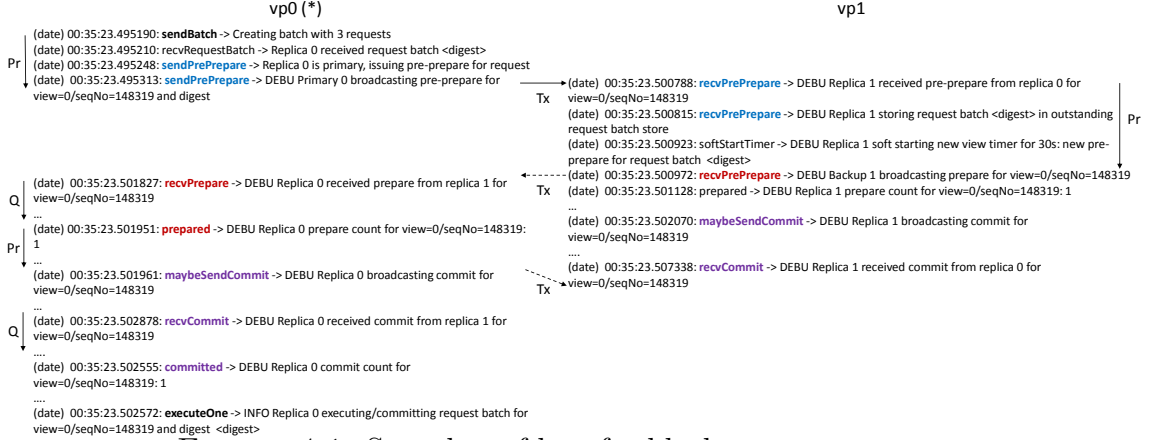 vp0 (*)
(date) 00:35:23.495190: sendBatch -> Creating batch with 3 requests
(date) 00:35:23.495210: recvRequestBatch -> Replica 0 received request batch <digest>
(date) 00:35:23.495248: sendPrePrepare -> Replica 0 is primary, issuing pre-prepare for request
(date) 00:35:23.495313: sendPrePrepare -> DEBU Primary 0 broadcasting pre-prepare for
view=0/seqNo=148319 and digest
Pr
Tx
(date) 00:35:23.501827: recvPrepare -> DEBU Replica 0 received prepare from replica 1 for
view=0/seqNo=148319
Q
Tx
...
(date) 00:35:23.501951: prepared -> DEBU Replica 0 prepare count for view=0/seqNo=148319:
1
Pr
...
(date) 00:35:23.501961: maybeSendCommit -> DEBU Replica 0 broadcasting commit for
view=0/seqNo=148319
Tx
...
(date) 00:35:23.502878: recvCommit -> DEBU Replica 0 received commit from replica 1 for
view=0/seqNo=148319
Q
....
(date) 00:35:23.502555: committed -> DEBU Replica 0 commit count for
view=0/seqNo=148319: 1
....
(date) 00:35:23.502572: executeOne -> INFO Replica 0 executing/committing request batch for
view=0/seqNo=148319 and digest <digest>
vp1
(date) 00:35:23.500788: recvPrePrepare -> DEBU Replica 1 received pre-prepare from replica 0 for
view=0/seqNo=148319
(date) 00:35:23.500815: recvPrePrepare -> DEBU Replica 1 storing request batch <digest> in outstanding
request batch store
Pr
(date) 00:35:23.500923: softStartTimer -> DEBU Replica 1 soft starting new view timer for 30s: new pre-
prepare for request batch <digest>
(date) 00:35:23.500972: recvPrePrepare -> DEBU Backup 1 broadcasting prepare for view=0/seqNo=148319
(date) 00:35:23.501128: prepared -> DEBU Replica 1 prepare count for view=0/seqNo=148319: 1
...
(date) 00:35:23.502070: maybeSendCommit -> DEBU Replica 1 broadcasting commit for
view=0/seqNo=148319
....
(date) 00:35:23.507338: recvCommit -> DEBU Replica 1 received commit from replica 0 for
view=0/seqNo=148319